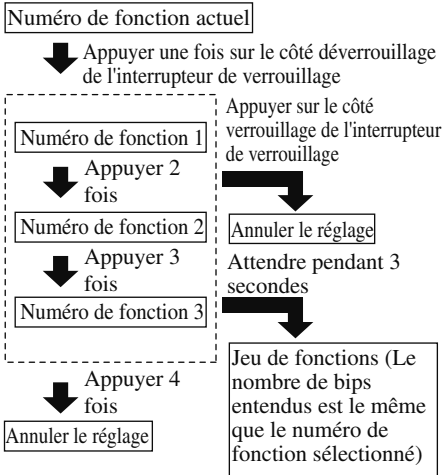 Numéro de fonction actuel
Appuyer une fois sur le côté déverrouillage
de l'interrupteur de verrouillage
Appuyer sur le côté
verrouillage de l'interrupteur
de verrouillage
Numéro de fonction 1
Appuyer 2
fois
Numéro de fonction 2
Annuler le réglage
Appuyer 3
fois
Attendre pendant 3
secondes
Numéro de fonction 3
Jeu de fonctions (Le
nombre de bips
entendus est le même
que le numéro de
fonction sélectionné)
Appuyer 4
fois
Annuler le réglage